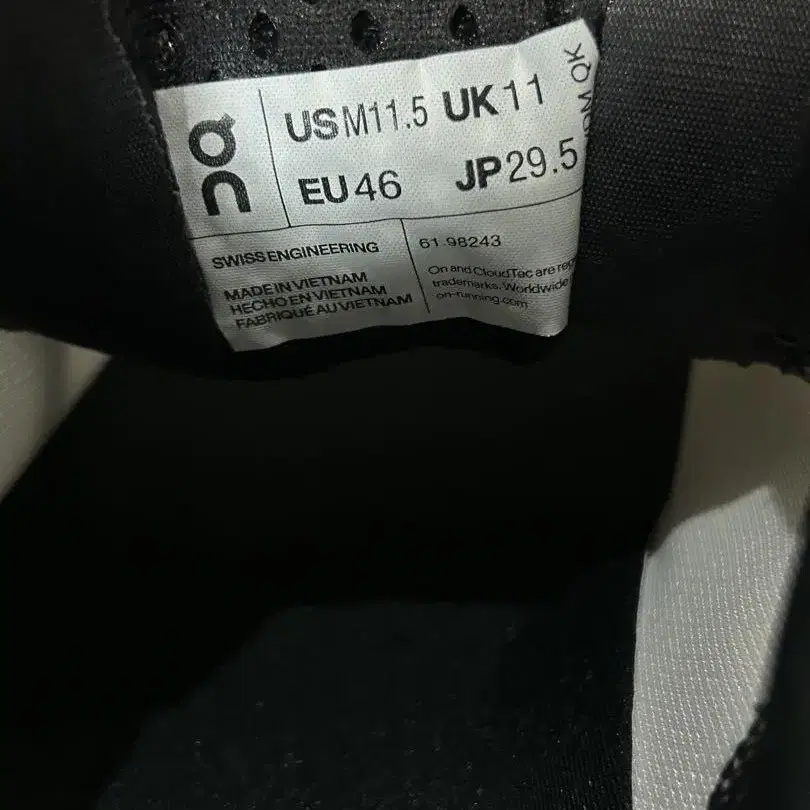 On
US M11.5 UK 11
EU 46 JP 29.5
SWISS ENGINEERING
MADE IN VIETNAM
HECHO EN VIETNAM
FABRIQUÉ AU VIETNAM
61.98243
On and CloudTec are
trademarks. Worldwide
on-running.com
QK